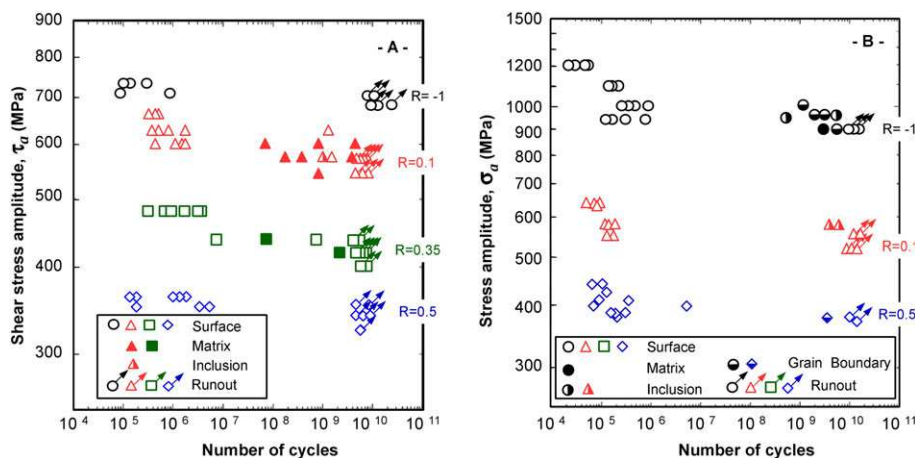 - A -
900
800
700
600
500
400
300
Shear stress amplitude, τa (MPa)
R= -1
R=0.1
R=0.35
R=0.5
Surface
Matrix
Inclusion
Runout
10 4 10 5 10 6 10 7 10 8 10 9 10 10 10 11
Number of cycles
- B -
1500
1200
1000
900
800
700
600
500
400
300
Stress amplitude, σa (MPa)
R= -1
R=0.1
R=0.5
Surface
Matrix
Inclusion
Grain Boundary
Runout
10 4 10 5 10 6 10 7 10 8 10 9 10 10 10 11
Number of cycles